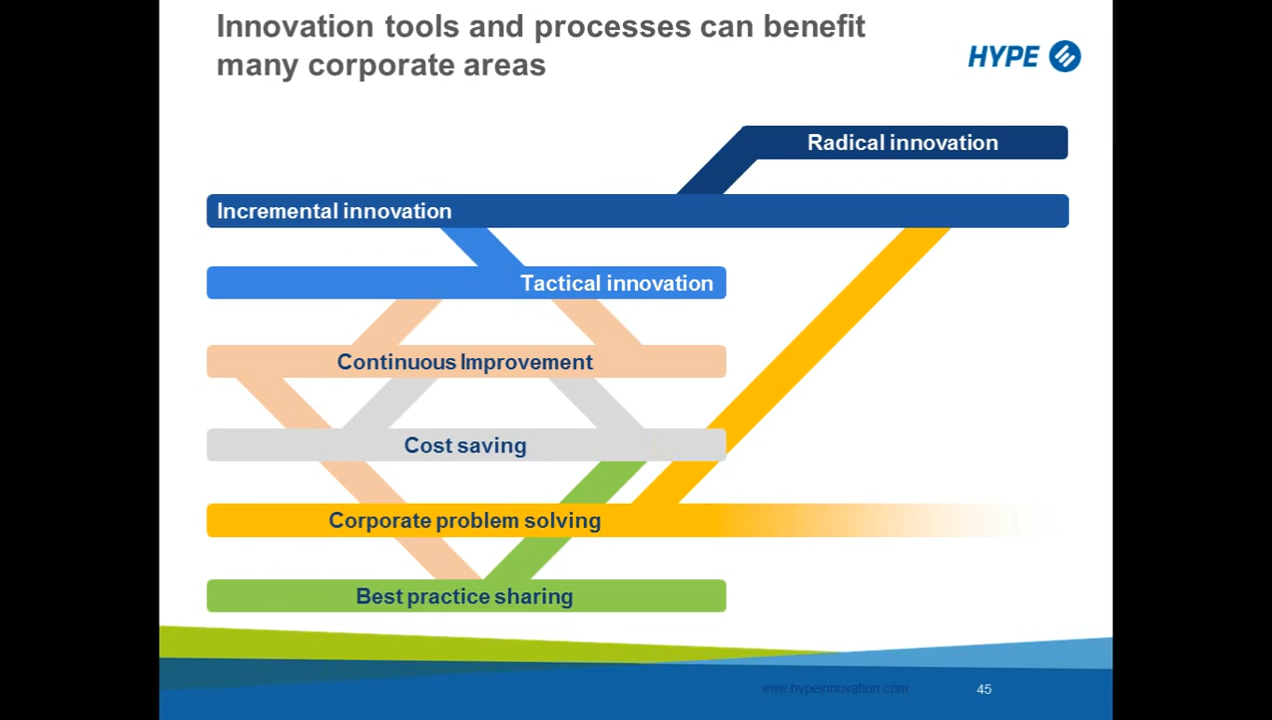 Innovation tools and processes can benefit
many corporate areas
HYPE
Radical innovation
Incremental innovation
Tactical innovation
Continuous Improvement
Cost saving
Corporate problem solving
Best practice sharing
www.hypeinnovation.com
45